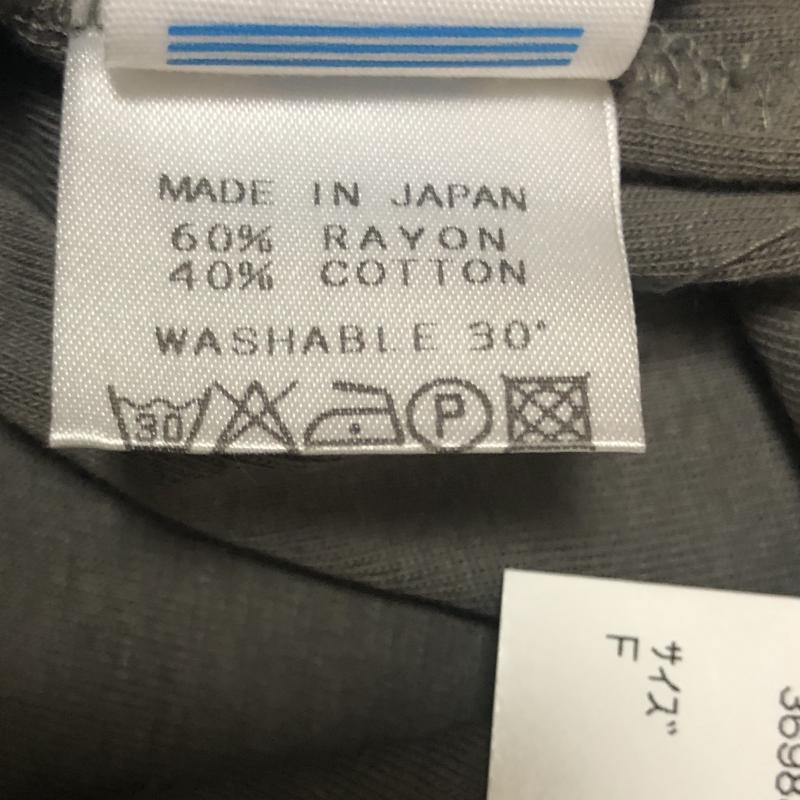 MADE IN JAPAN
60% RAYON
40% COTTON
WASHABLE 30°
30
P
サイズ
F